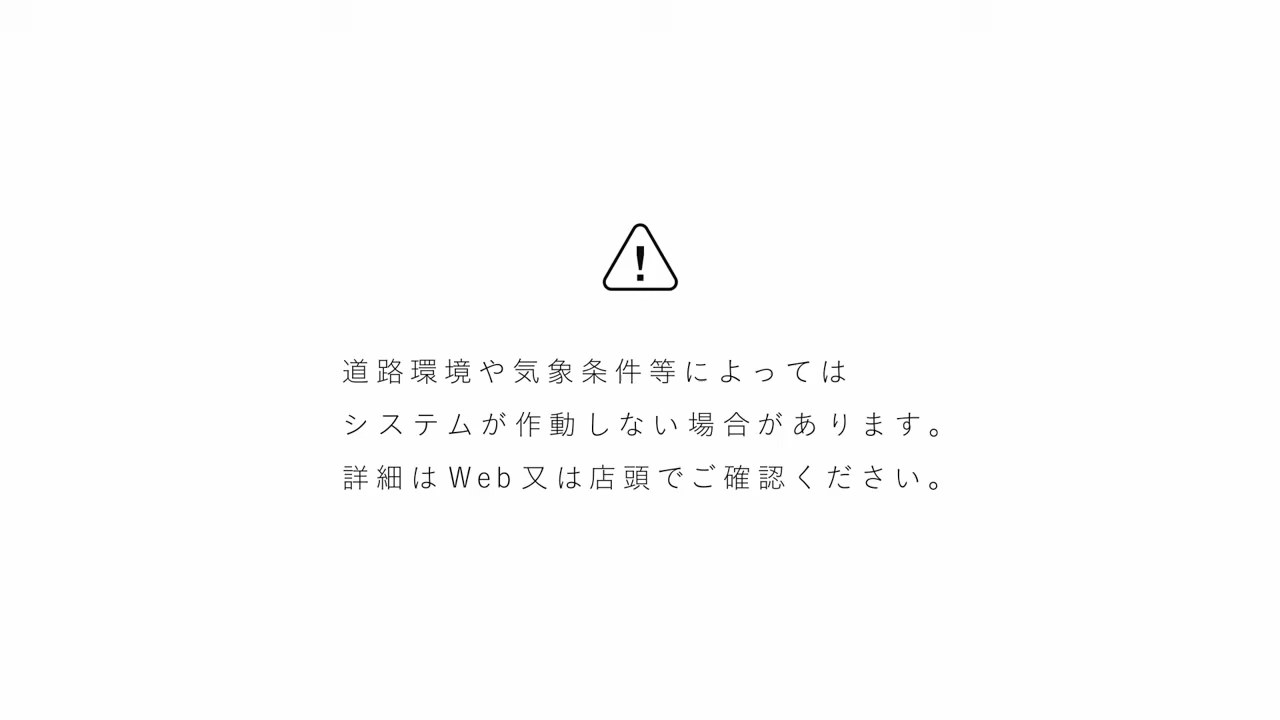 道路環境や気象条件等によっては
システムが作動しない場合があります。
詳細はWeb又は店頭でご確認ください。